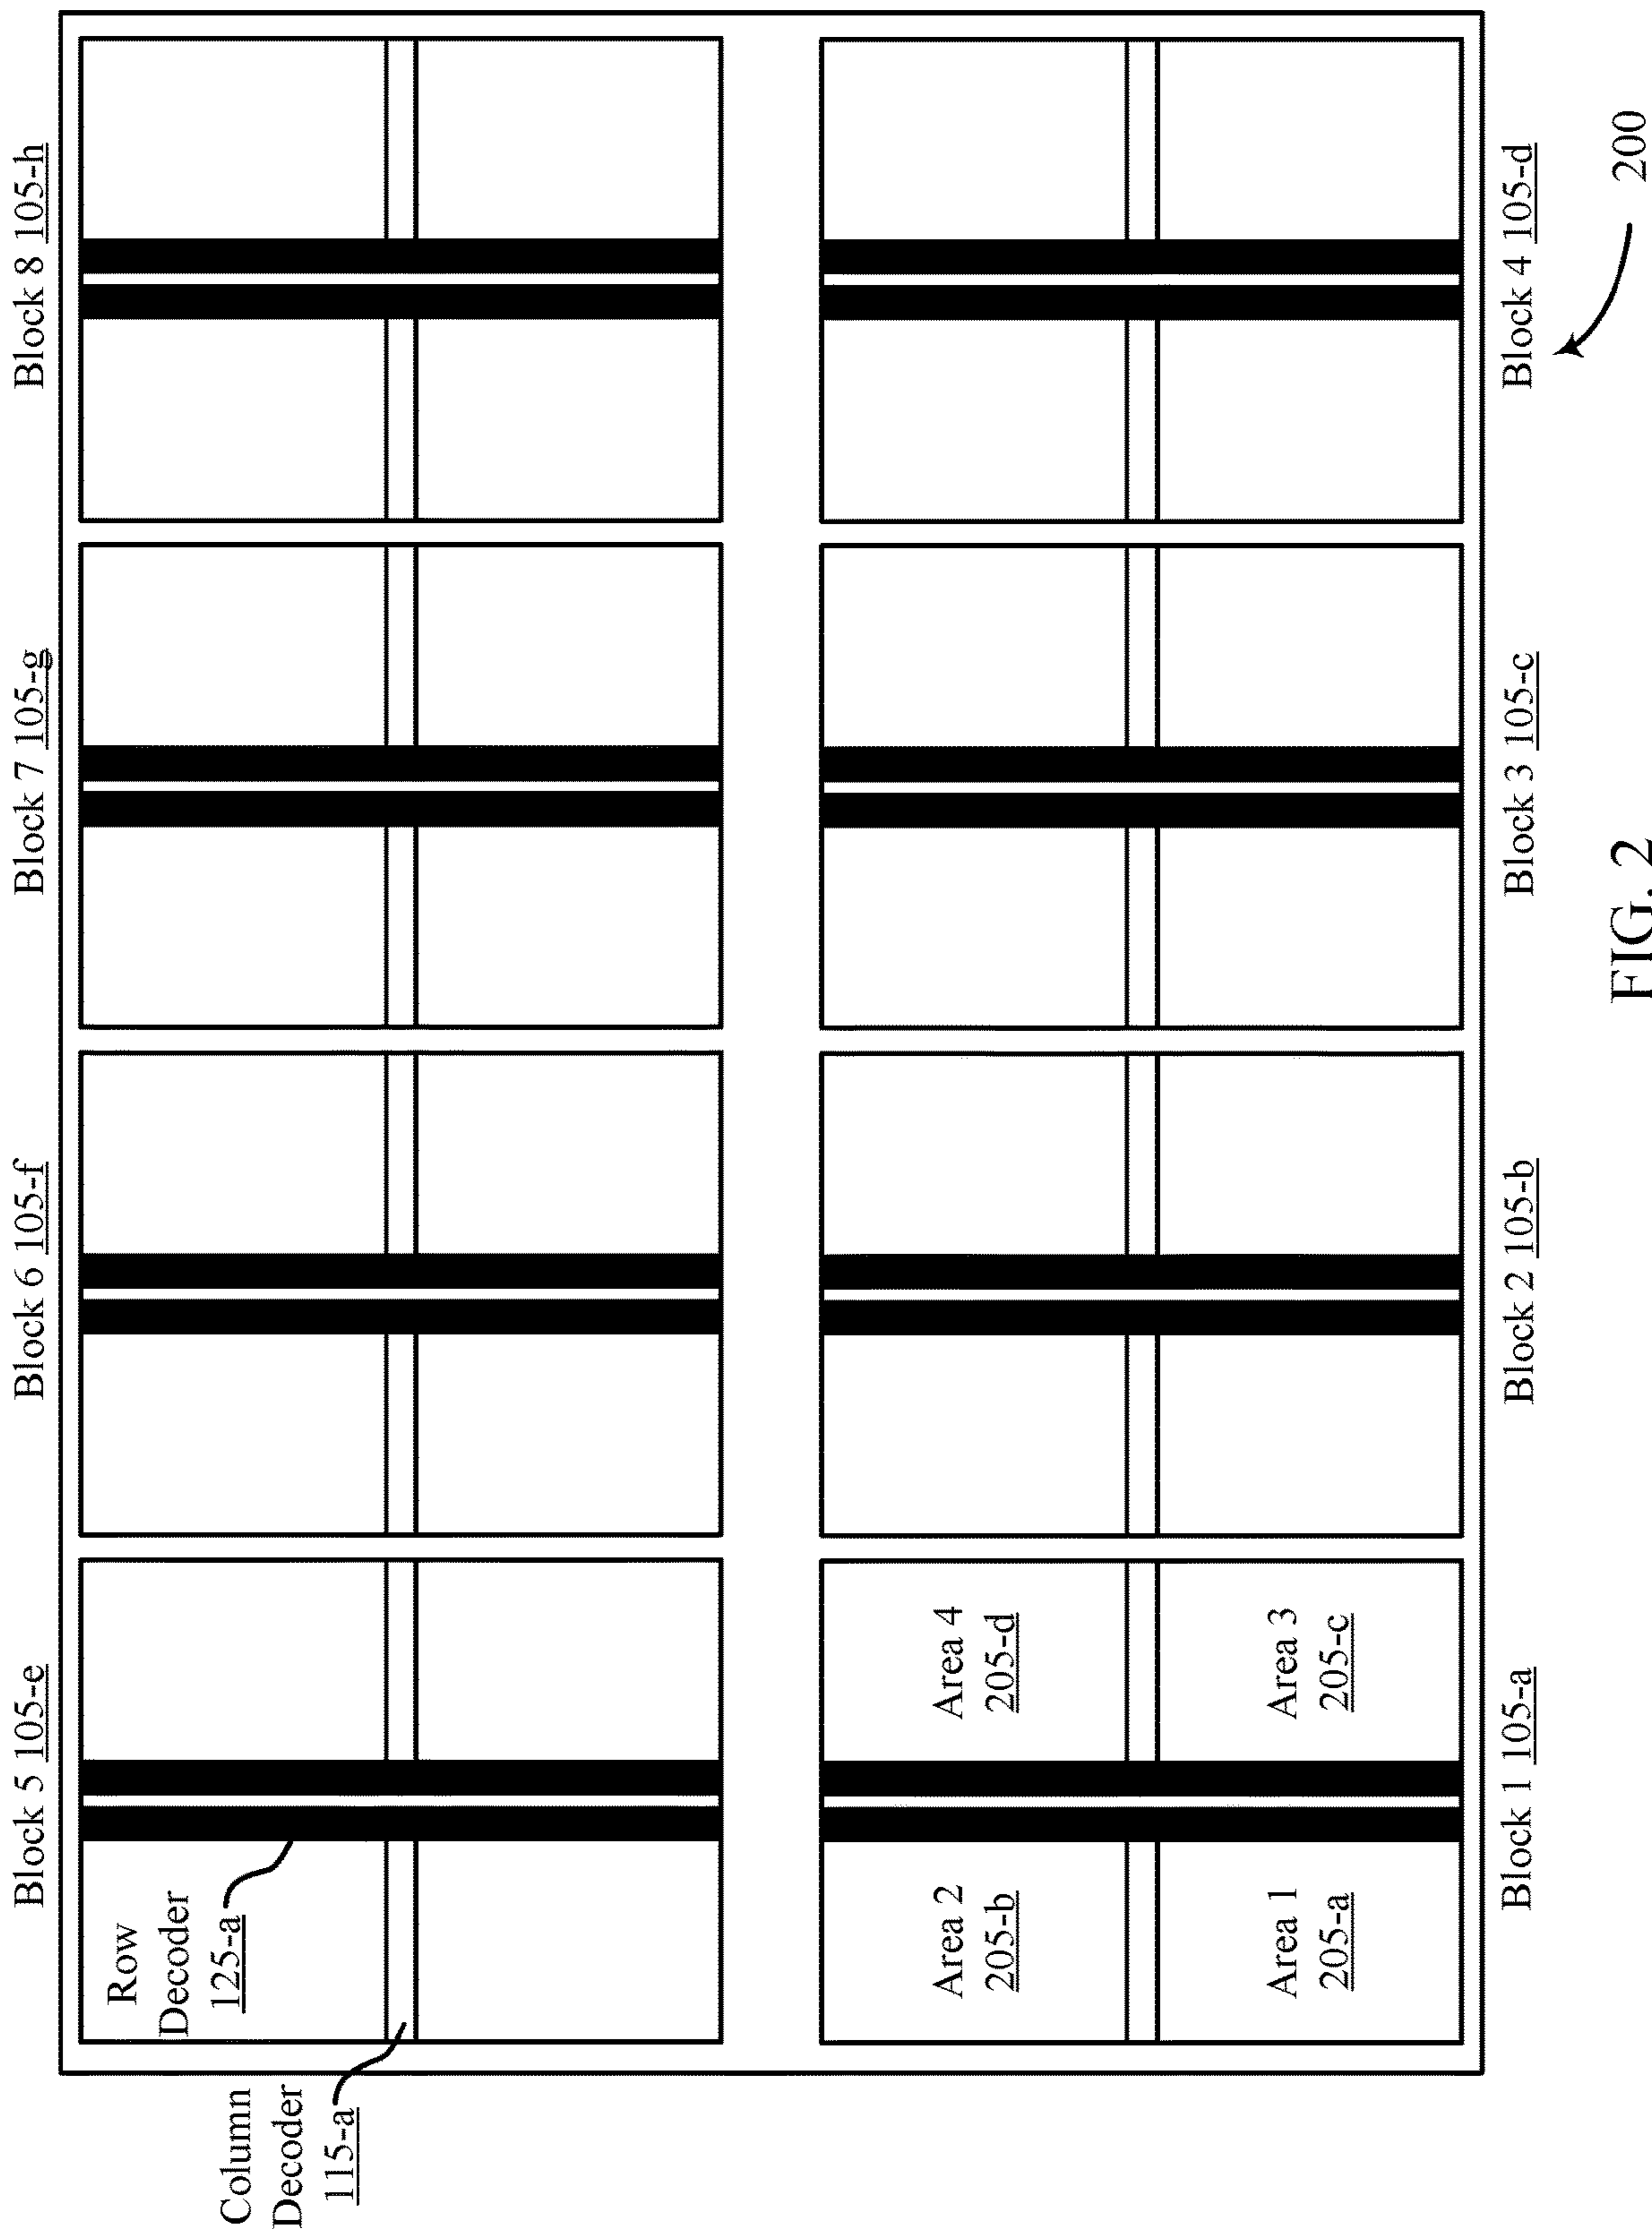 Block 5 105-e
Block 6 105-f
Block 7 105-g
Block 8 105-h
Row
Decoder
125-a
Column
Decoder
115-a
Area 2
205-b
Area 4
205-d
Area 1
205-a
Area 3
205-c
Block 1 105-a
Block 2 105-b
Block 3 105-c
Block 4 105-d
200
FIG. 2